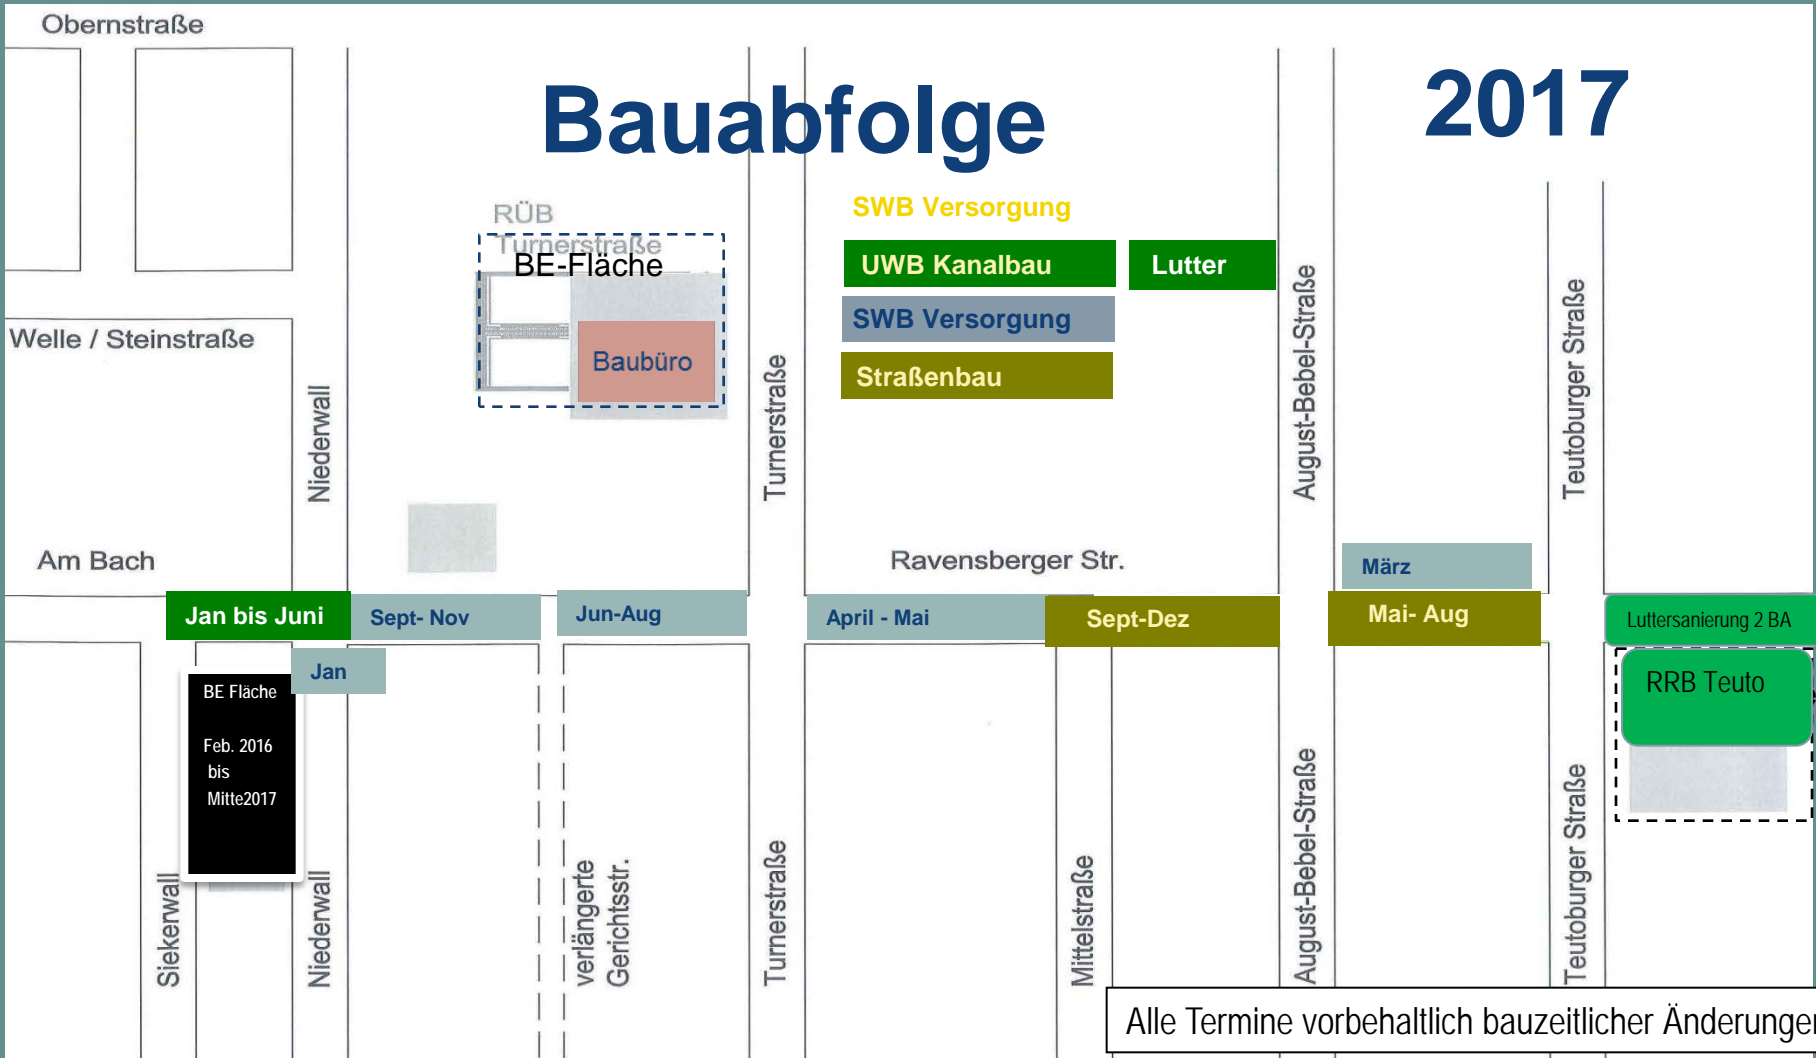 Obernstraße
Bauabfolge
2017
RÜB
Turnerstraße
BE-Fläche
Baubüro
SWB Versorgung
UWB Kanalbau
Lutter
SWB Versorgung
Straßenbau
Welle / Steinstraße
Niederwall
Turnerstraße
August-Bebel-Straße
Teutoburger Straße
Am Bach
Ravensberger Str.
März
Jan bis Juni
Sept- Nov
Jun-Aug
April - Mai
Sept-Dez
Mai- Aug
Luttersanierung 2 BA
Jan
RRB Teuto
BE Fläche
Feb. 2016
bis
Mitte2017
Siekerwall
Niederwall
verlängerte
Gerichtsstr.
Turnerstraße
Mittelstraße
August-Bebel-Straße
Teutoburger Straße
Alle Termine vorbehaltlich bauzeitlicher Änderungen